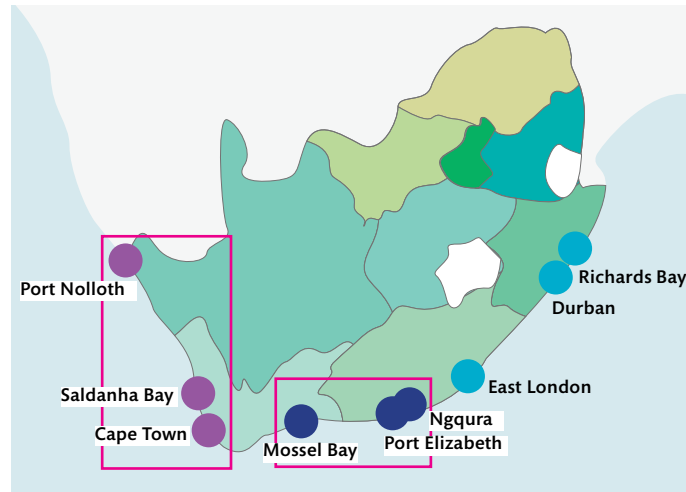 Richards Bay
Port Nolloth
Durban
East London
Saldanha Bay
Ngqura
Cape Town
Port Elizabeth
Mossel Bay